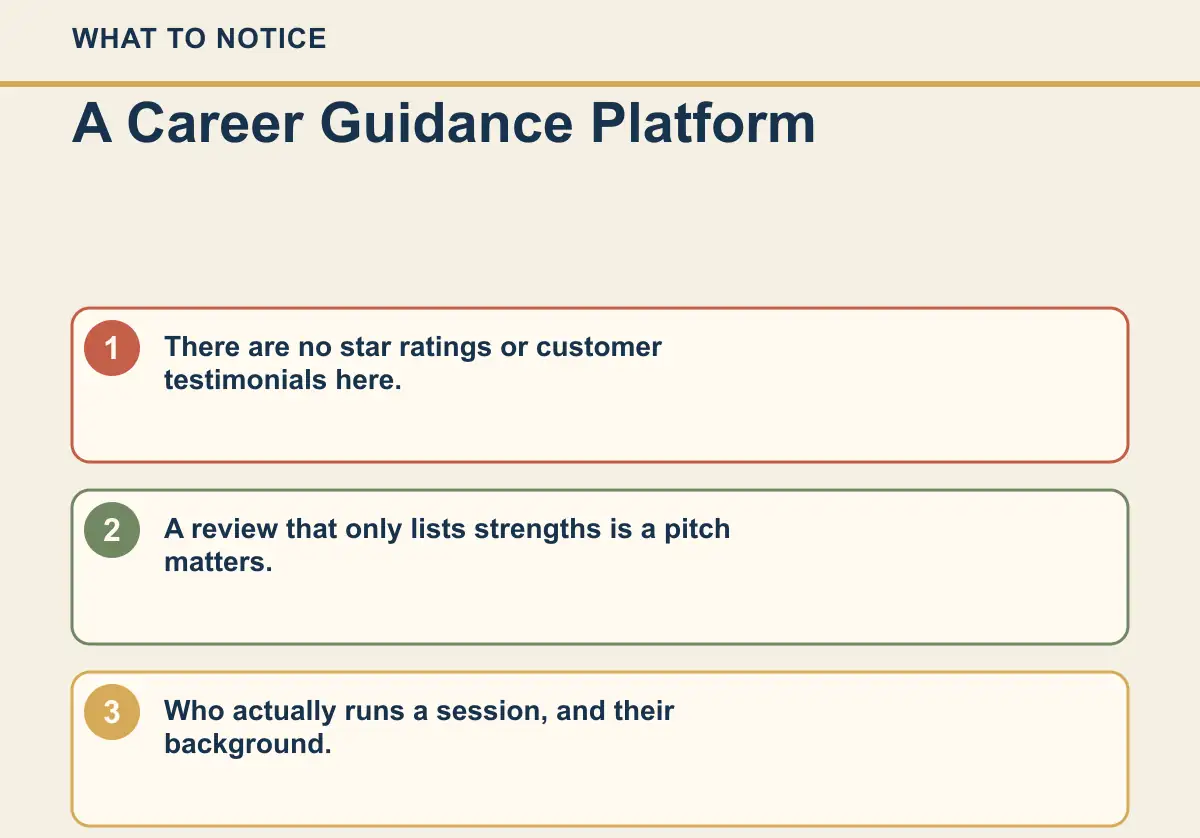 WHAT TO NOTICE
A Career Guidance Platform
1
There are no star ratings or customer
testimonials here.
2
A review that only lists strengths is a pitch
matters.
3
Who actually runs a session, and their
background.